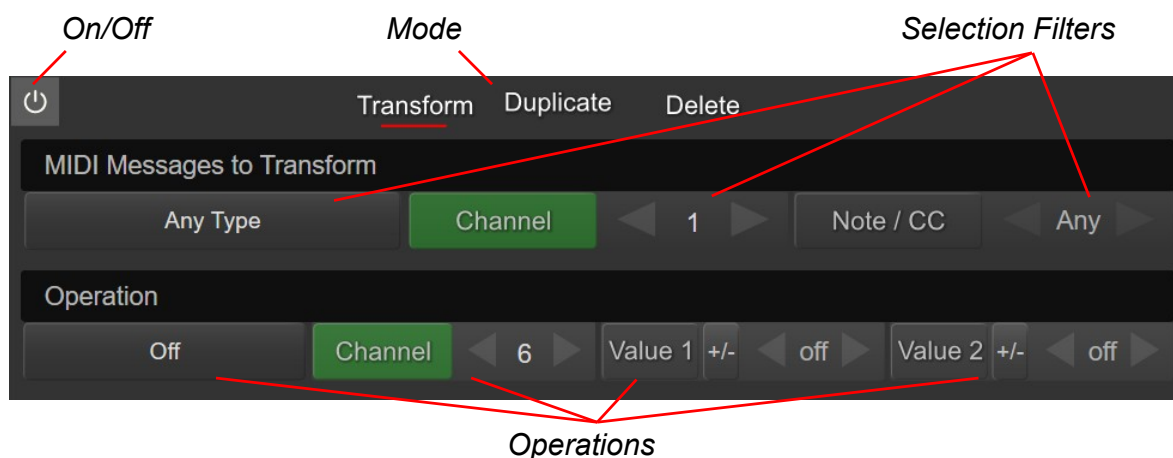 On/Off Mode Selection Filters
Transform Duplicate Delete
MIDI Messages to Transform
Any Type Channel 1 Note / CC Any
Operation
Off Channel 6 Value 1 +/- off Value 2 +/- off
Operations